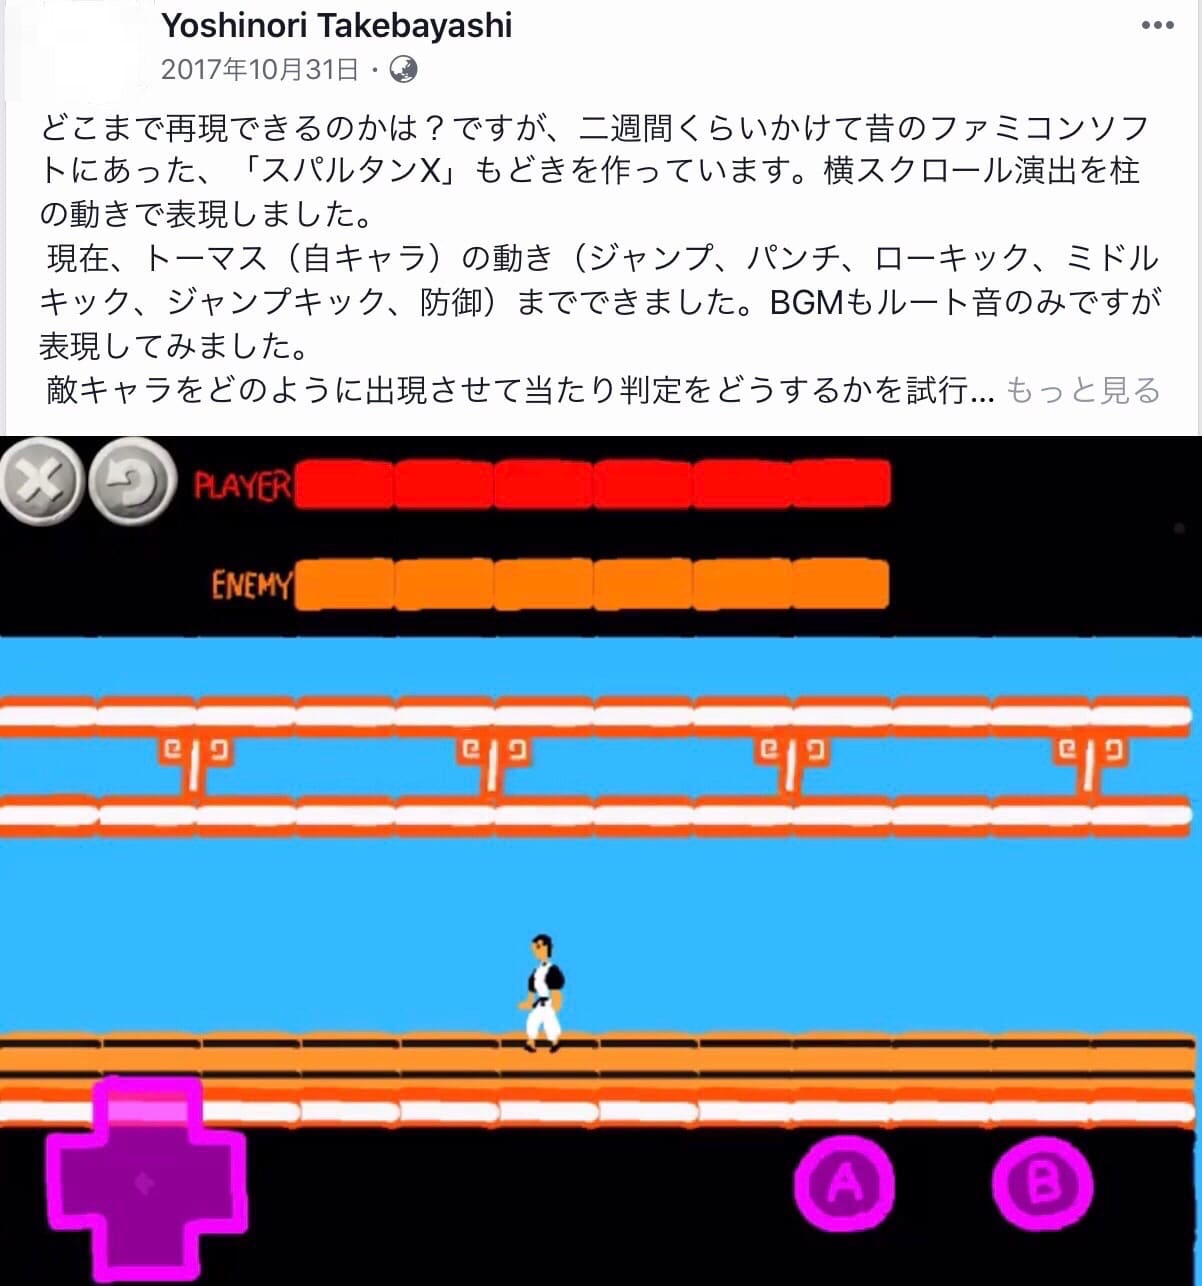 Yoshinori Takebayashi
2017年10月31日 ·
どこまで再現できるのかは？ですが、二週間くらいかけて昔のファミコンソフ
トにあった、「スパルタンX」もどきを作っています。横スクロール演出を柱
の動きで表現しました。
現在、トーマス（自キャラ）の動き（ジャンプ、パンチ、ローキック、ミドル
キック、ジャンプキック、防御）までできました。BGMもルート音のみですが
表現してみました。
敵キャラをどのように出現させて当たり判定をどうするかを試行... もっと見る
PLAYER
ENEMY
A B